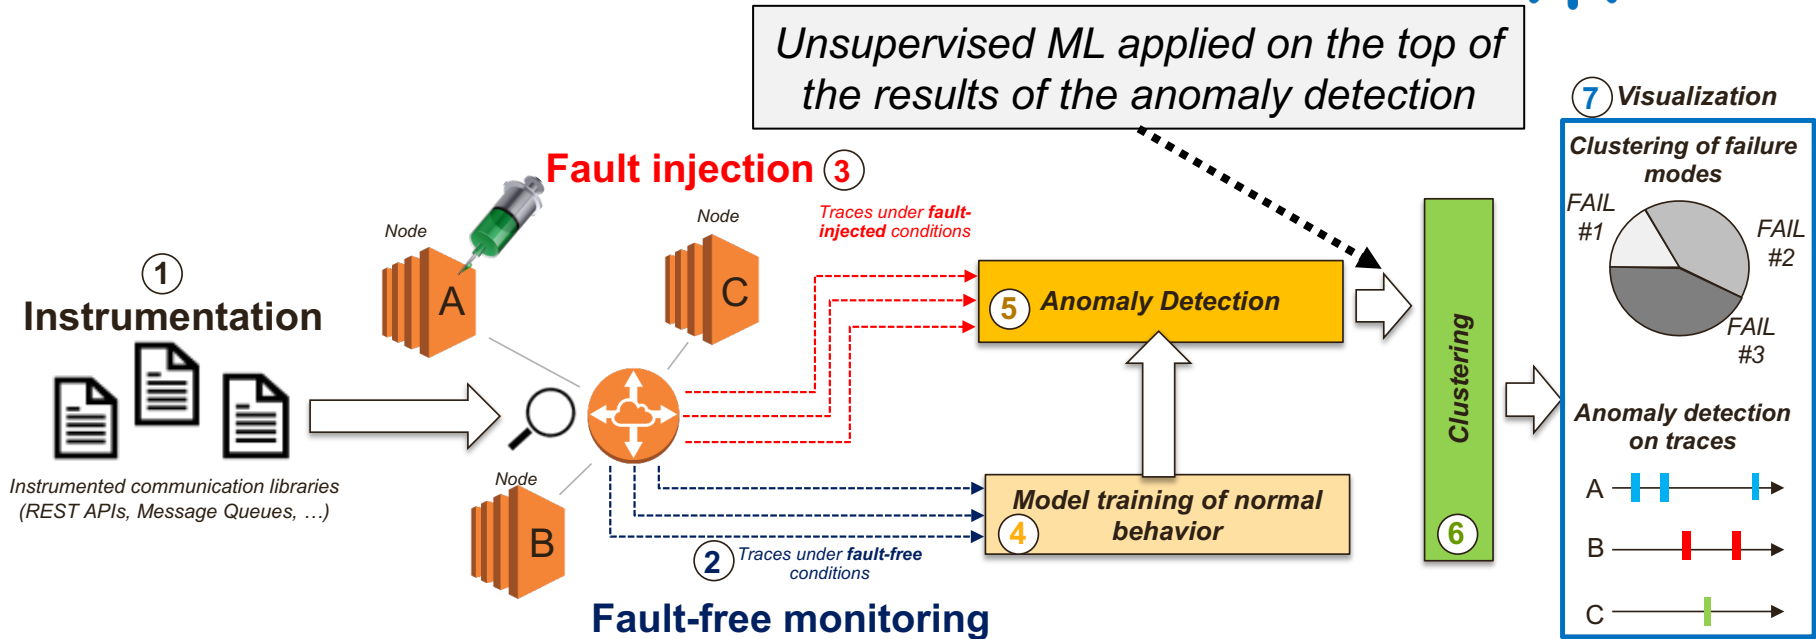 Unsupervised ML applied on the top of
the results of the anomaly detection
7 Visualization
Clustering of failure
modes
FAIL
#1
FAIL
#2
FAIL
#3
Fault injection 3
Traces under fault-
injected conditions
Node
A
Node
C
1
Instrumentation
Instrumented communication libraries
(REST APIs, Message Queues, …)
Node
B
5 Anomaly Detection
Clustering
6
Model training of normal
behavior
4
2 Traces under fault-free
conditions
Fault-free monitoring
Anomaly detection
on traces
A
B
C